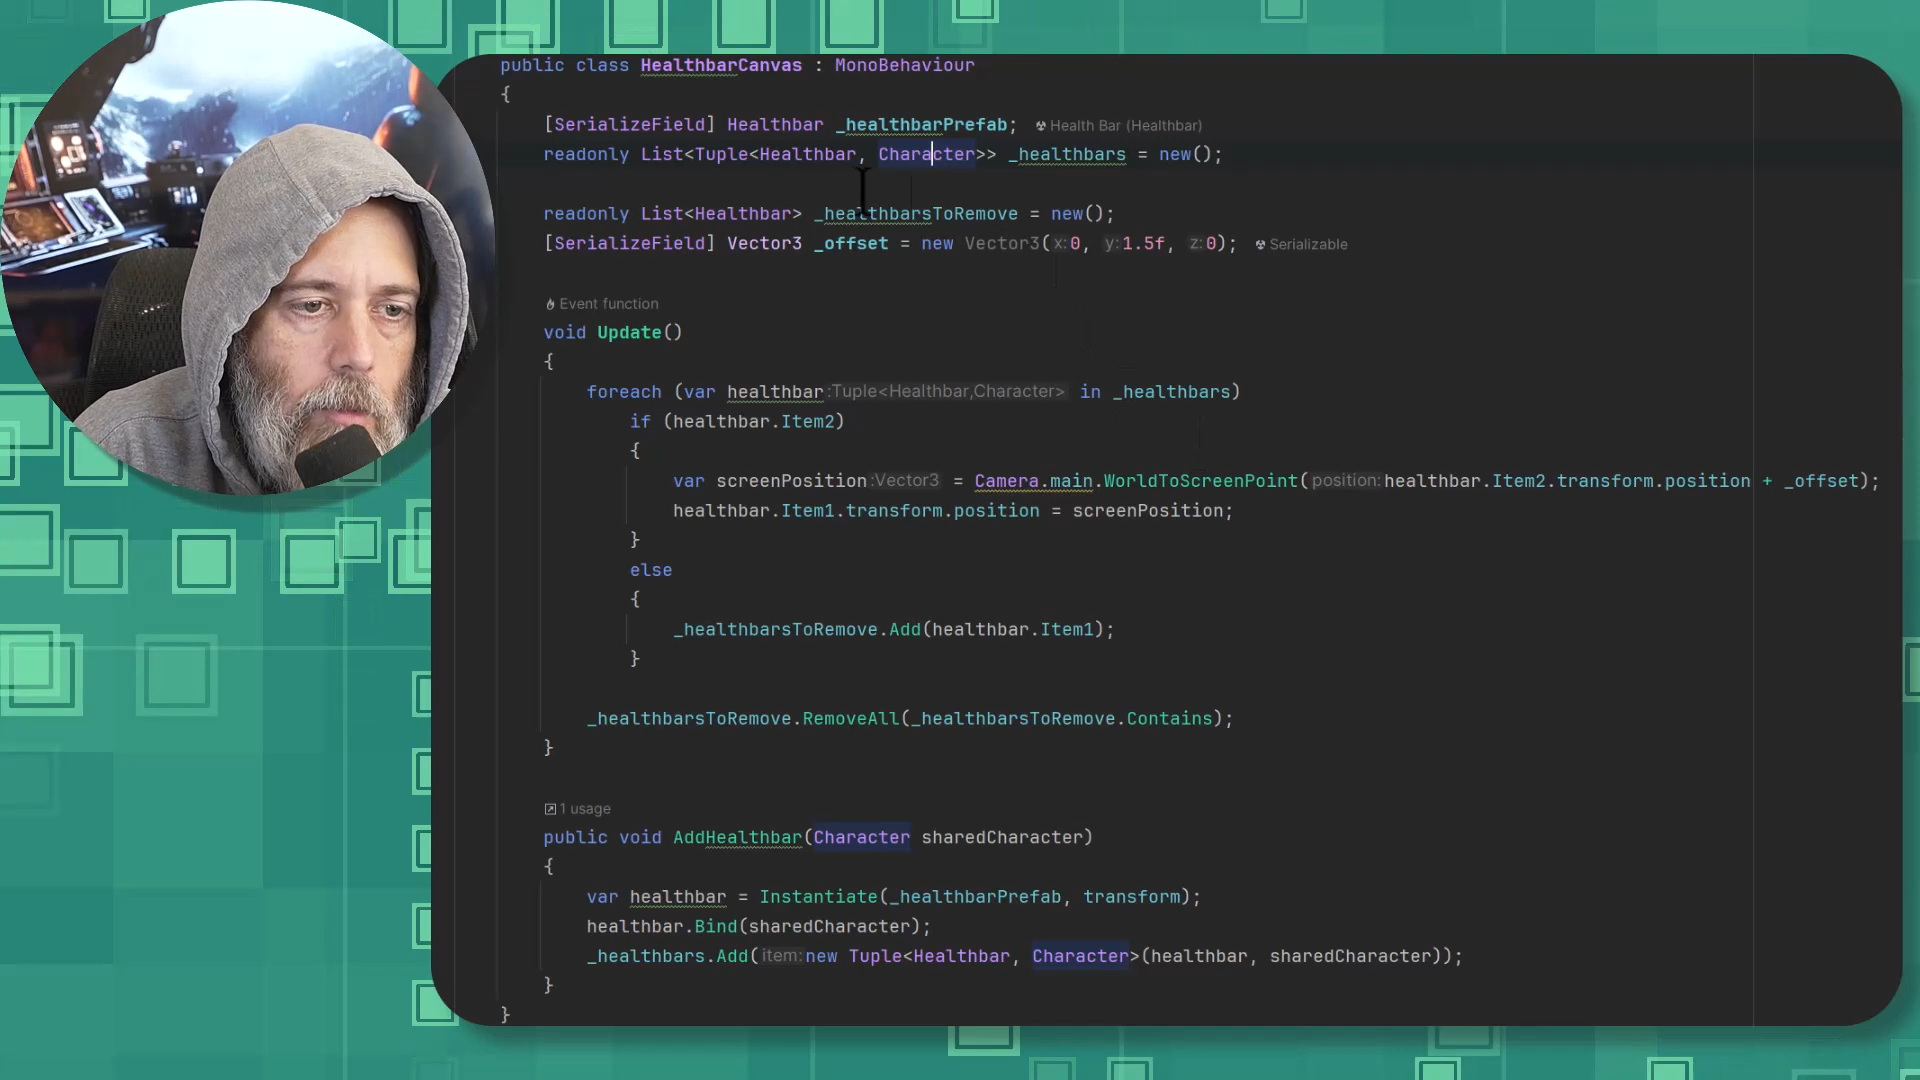 public class HealthbarCanvas : MonoBehaviour
{
[SerializeField] Healthbar _healthbarPrefab; Health Bar (Healthbar)
readonly List<Tuple<Healthbar, Character>> _healthbars = new();
readonly List<Healthbar> _healthbarsToRemove = new();
[SerializeField] Vector3 _offset = new Vector3(x:0, y:1.5f, z:0); Serializable
Event function
void Update()
{
foreach (var healthbar:Tuple<Healthbar,Character> in _healthbars)
if (healthbar.Item2)
{
var screenPosition:Vector3 = Camera.main.WorldToScreenPoint(position:healthbar.Item2.transform.position + _offset);
healthbar.Item1.transform.position = screenPosition;
}
else
{
_healthbarsToRemove.Add(healthbar.Item1);
}
_healthbarsToRemove.RemoveAll(_healthbarsToRemove.Contains);
}
1 usage
public void AddHealthbar(Character sharedCharacter)
{
var healthbar = Instantiate(_healthbarPrefab, transform);
healthbar.Bind(sharedCharacter);
_healthbars.Add(item:new Tuple<Healthbar, Character>(healthbar, sharedCharacter));
}
}